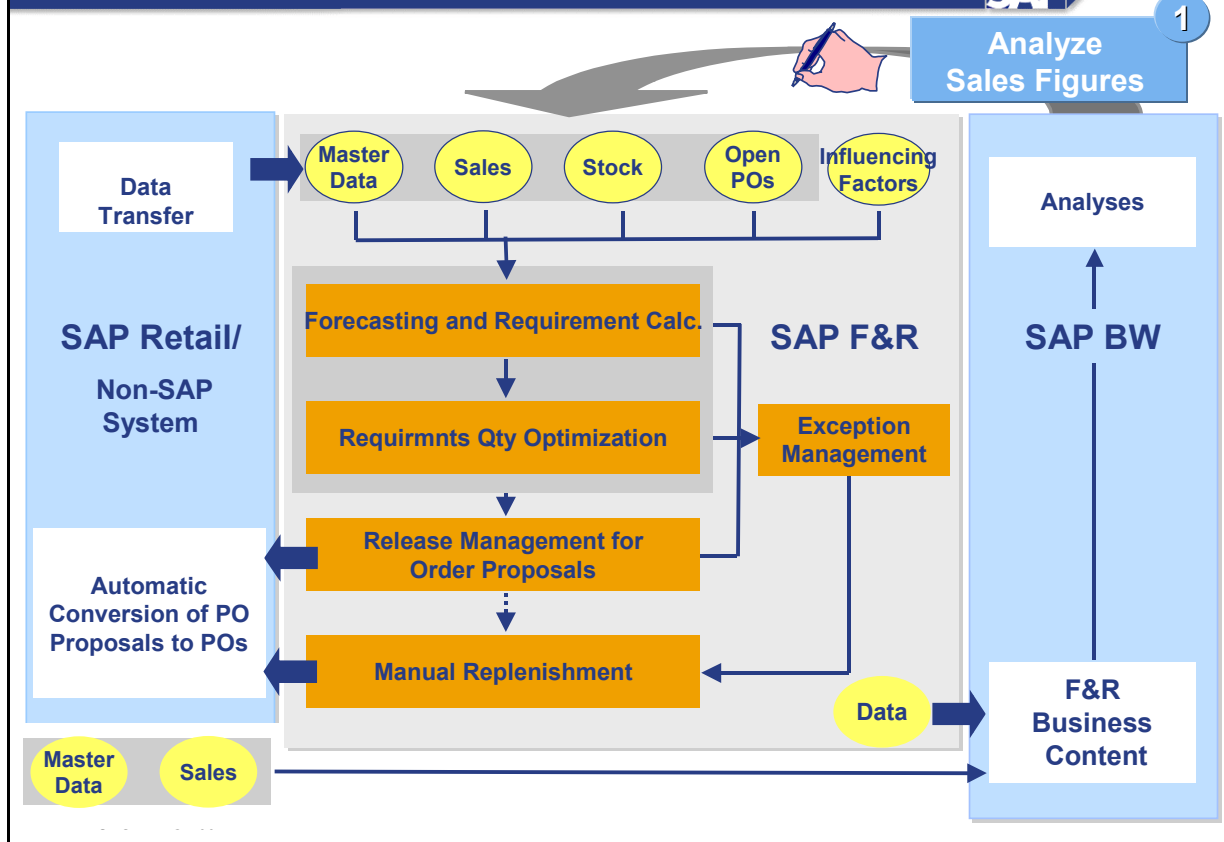 SAP
1
Analyze
Sales Figures
Data
Transfer
Master
Data
Sales
Stock
Open
POs
Influencing
Factors
Analyses
Forecasting and Requirement Calc.
SAP Retail/
Non-SAP
System
SAP F&R
SAP BW
Requirmnts Qty Optimization
Exception
Management
Release Management for
Order Proposals
Automatic
Conversion of PO
Proposals to POs
Manual Replenishment
Data
F&R
Business
Content
Master
Data
Sales